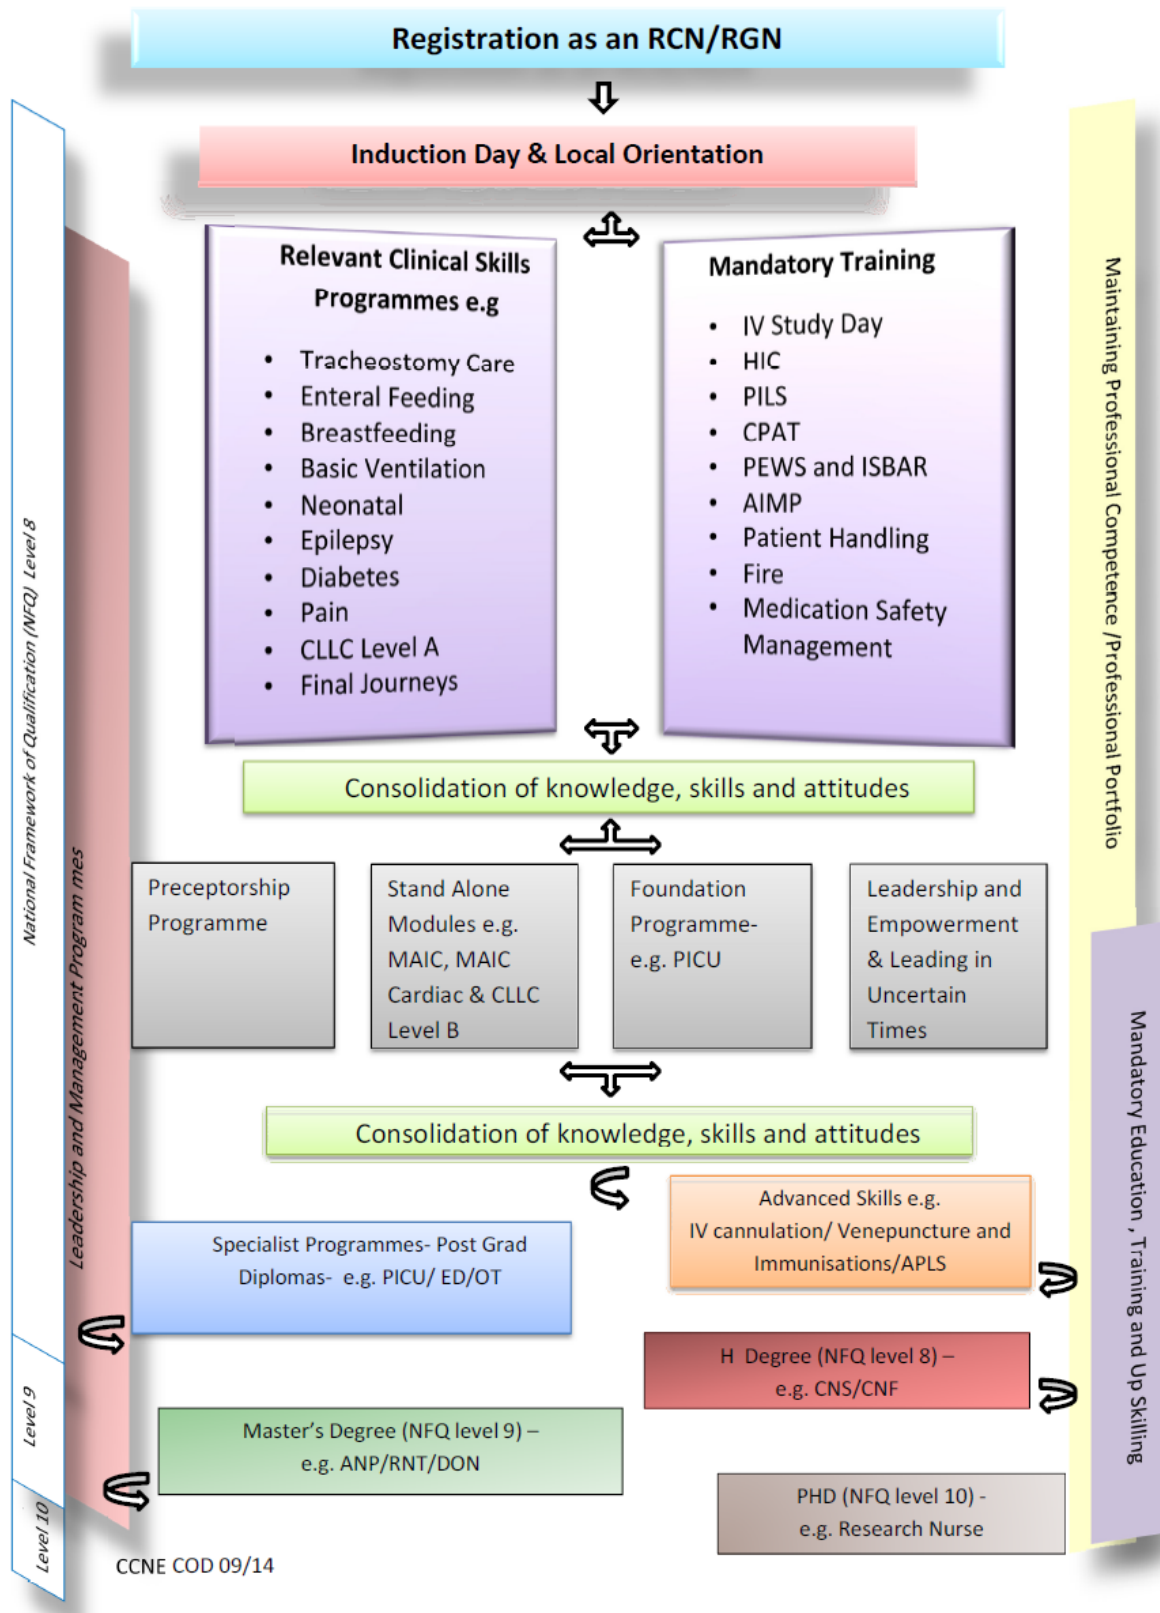 Registration as an RCN/RGN
Induction Day & Local Orientation
Relevant Clinical Skills
Programmes e.g
• Tracheostomy Care
• Enteral Feeding
• Breastfeeding
• Basic Ventilation
• Neonatal
• Epilepsy
• Diabetes
• Pain
• CLLC Level A
• Final Journeys
Mandatory Training
• IV Study Day
• HIC
• PILS
• CPAT
• PEWS and ISBAR
• AIMP
• Patient Handling
• Fire
• Medication Safety
Management
Consolidation of knowledge, skills and attitudes
Preceptorship
Programme
Stand Alone
Modules e.g.
MAIC, MAIC
Cardiac & CLLC
Level B
Foundation
Programme-
e.g. PICU
Leadership and
Empowerment
& Leading in
Uncertain
Times
Consolidation of knowledge, skills and attitudes
Advanced Skills e.g.
IV cannulation/ Venepuncture and
Immunisations/APLS
Specialist Programmes- Post Grad
Diplomas- e.g. PICU/ ED/OT
H Degree (NFQ level 8) –
e.g. CNS/CNF
Master's Degree (NFQ level 9) –
e.g. ANP/RNT/DON
PHD (NFQ level 10) -
e.g. Research Nurse
CCNE COD 09/14
National Framework of Qualification (NFQ) Level 8
Level 9
Level 10
Leadership and Management Program mes
Maintaining Professional Competence /Professional Portfolio
Mandatory Education , Training and Up Skilling